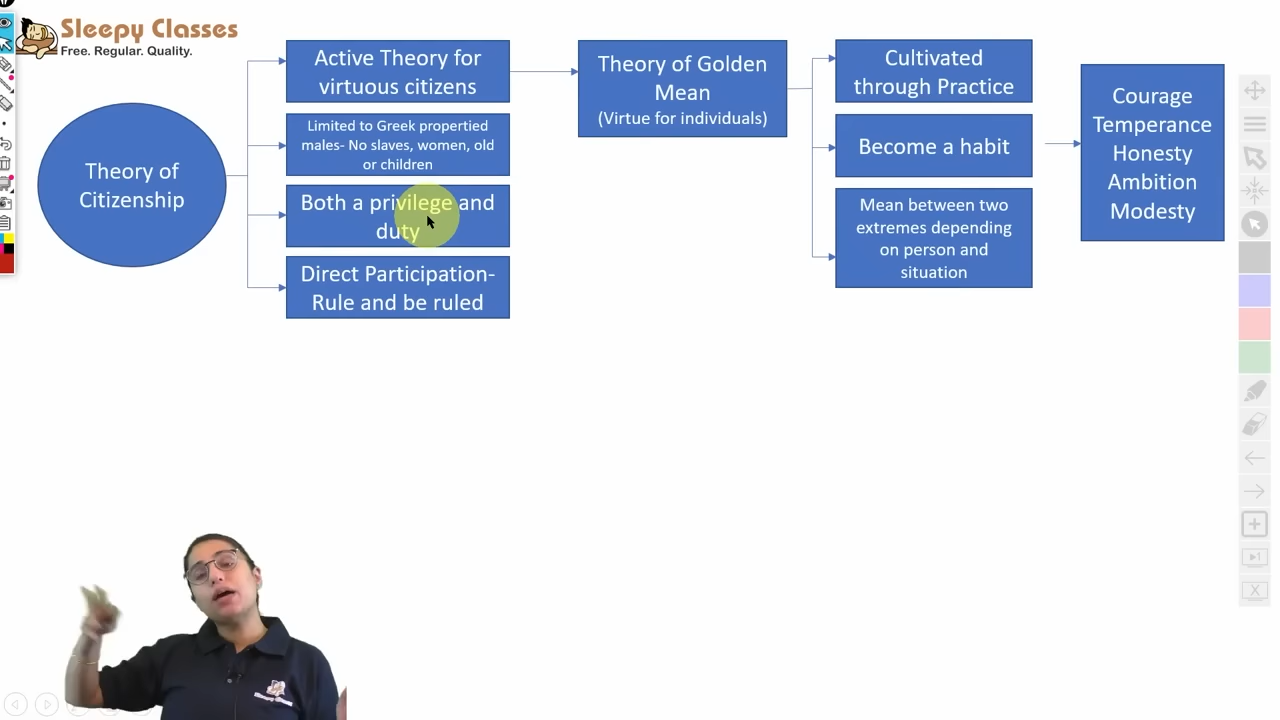 Sleepy Classes
Free. Regular. Quality.
Theory of
Citizenship
Active Theory for
virtuous citizens
Limited to Greek propertied
males- No slaves, women, old
or children
Both a privilege and
duty
Direct Participation-
Rule and be ruled
Theory of Golden
Mean
(Virtue for individuals)
Cultivated
through Practice
Become a habit
Mean between two
extremes depending
on person and
situation
Courage
Temperance
Honesty
Ambition
Modesty